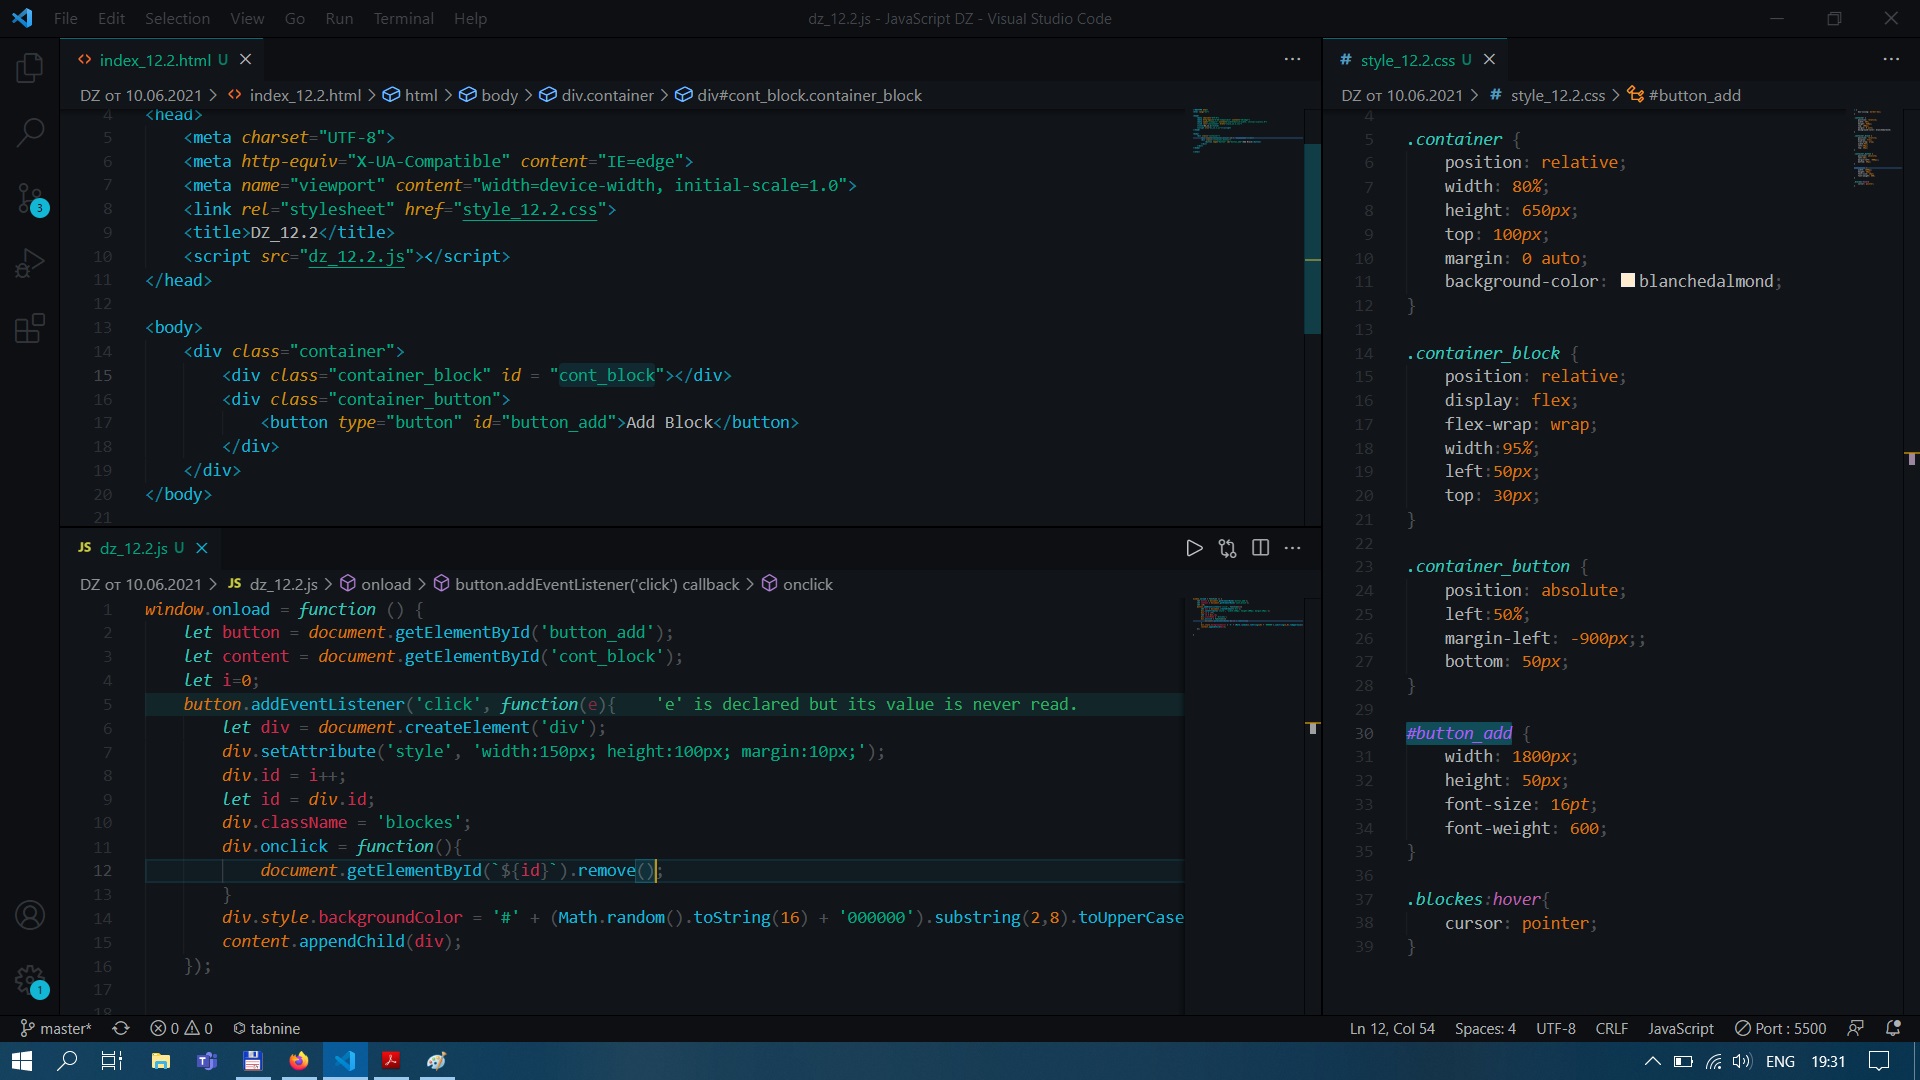 File Edit Selection View Go Run Terminal Help
dz_12.2.js - JavaScript DZ - Visual Studio Code
<> index_12.2.html U
DZ от 10.06.2021 > <> index_12.2.html > html > body > div.container > div#cont_block.container_block
4 <head>
5 <meta charset="UTF-8">
6 <meta http-equiv="X-UA-Compatible" content="IE=edge">
7 <meta name="viewport" content="width=device-width, initial-scale=1.0">
8 <link rel="stylesheet" href="style_12.2.css">
9 <title>DZ_12.2</title>
10 <script src="dz_12.2.js"></script>
11 </head>
12
13 <body>
14 <div class="container">
15 <div class="container_block" id = "cont_block"></div>
16 <div class="container_button">
17 <button type="button" id="button_add">Add Block</button>
18 </div>
19 </div>
20 </body>
21
JS dz_12.2.js U
DZ от 10.06.2021 > JS dz_12.2.js > onload > button.addEventListener('click') callback > onclick
1 window.onload = function () {
2 let button = document.getElementById('button_add');
3 let content = document.getElementById('cont_block');
4 let i=0;
5 button.addEventListener('click', function(e){ 'e' is declared but its value is never read.
6 let div = document.createElement('div');
7 div.setAttribute('style', 'width:150px; height:100px; margin:10px;');
8 div.id = i++;
9 let id = div.id;
10 div.className = 'blockes';
11 div.onclick = function(){
12 document.getElementById(`${id}`).remove();
13 }
14 div.style.backgroundColor = '#' + (Math.random().toString(16) + '000000').substring(2,8).toUpperCase
15 content.appendChild(div);
16 });
17
18
# style_12.2.css U
DZ от 10.06.2021 > # style_12.2.css > #button_add
4
5 .container {
6 position: relative;
7 width: 80%;
8 height: 650px;
9 top: 100px;
10 margin: 0 auto;
11 background-color: blanchedalmond;
12 }
13
14 .container_block {
15 position: relative;
16 display: flex;
17 flex-wrap: wrap;
18 width:95%;
19 left:50px;
20 top: 30px;
21 }
22
23 .container_button {
24 position: absolute;
25 left:50%;
26 margin-left: -900px;;
27 bottom: 50px;
28 }
29
30 #button_add {
31 width: 1800px;
32 height: 50px;
33 font-size: 16pt;
34 font-weight: 600;
35 }
36
37 .blockes:hover{
38 cursor: pointer;
39 }
3
1
master* 0 0 tabnine
Ln 12, Col 54 Spaces: 4 UTF-8 CRLF JavaScript Port : 5500
ENG 19:31